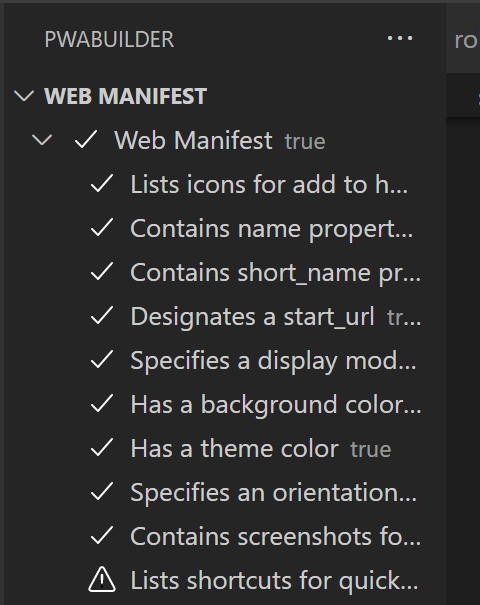 PWABUILDER
ro
WEB MANIFEST
Web Manifest true
Lists icons for add to h...
Contains name propert...
Contains short_name pr...
Designates a start_url tr...
Specifies a display mod...
Has a background color...
Has a theme color true
Specifies an orientation...
Contains screenshots fo...
Lists shortcuts for quick...